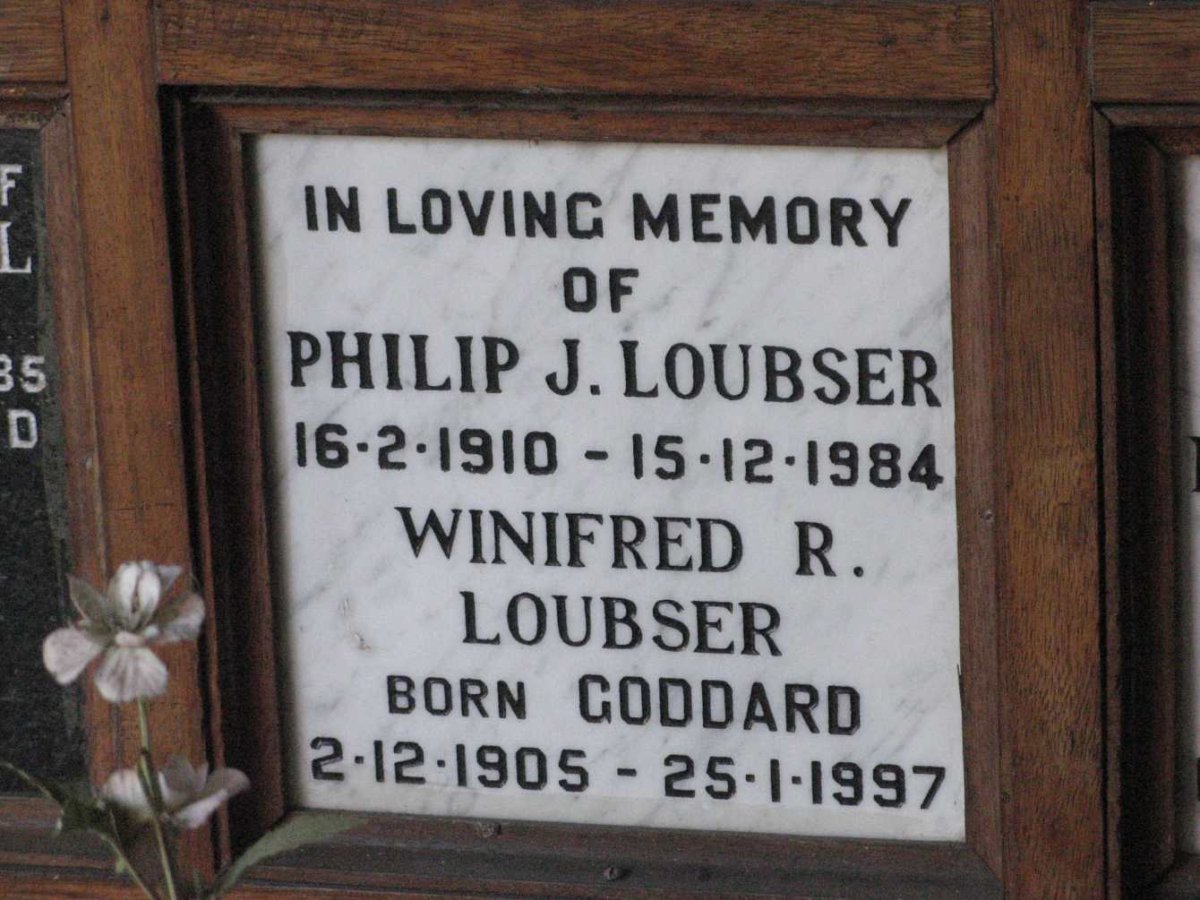 IN LOVING MEMORY
OF
PHILIP J. LOUBSER
16·2·1910 - 15·12·1984
WINIFRED R.
LOUBSER
BORN GODDARD
2·12·1905 - 25·1·1997